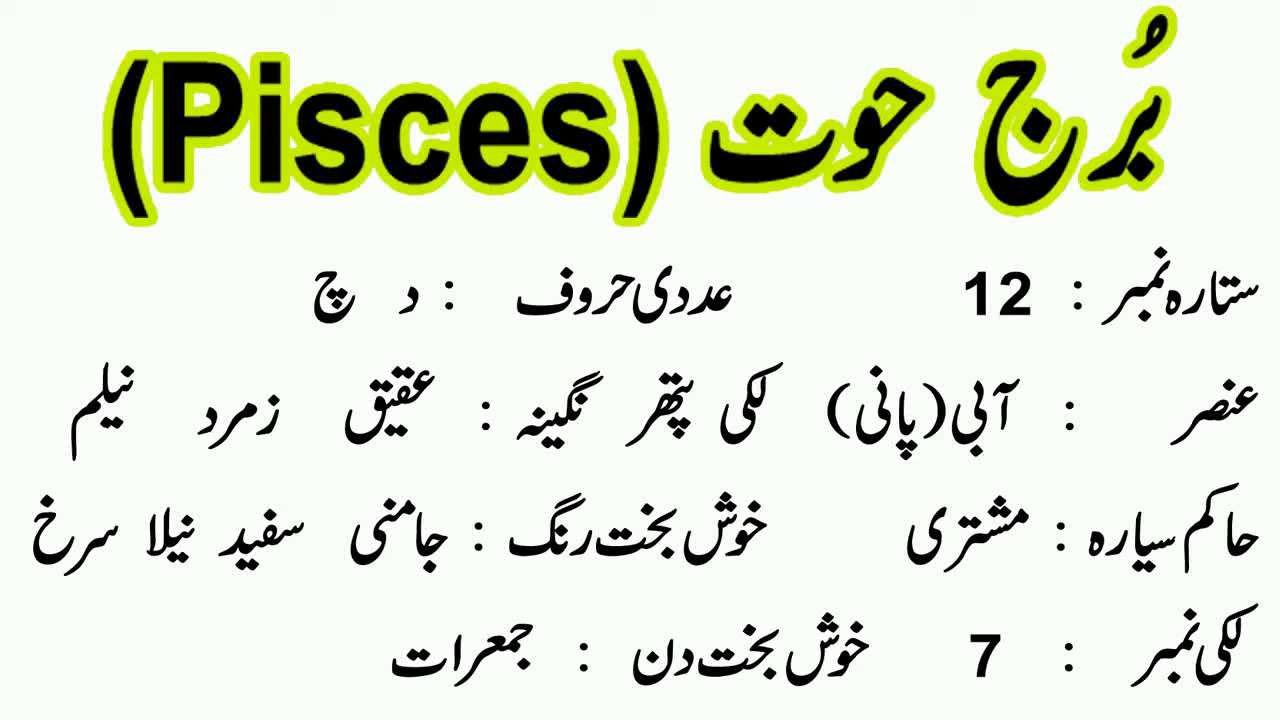 بُرج حوت (Pisces)
ستارہ نمبر : 12 عددی حروف : د چ
عنصر : آبی (پانی) لکی پتھر نگینہ : عقیق زمرد نیلم
حاکم سیارہ : مشتری خوش بخت رنگ : جامنی سفید نیلا سرخ
لکی نمبر : 7 خوش بخت دن : جمعرات